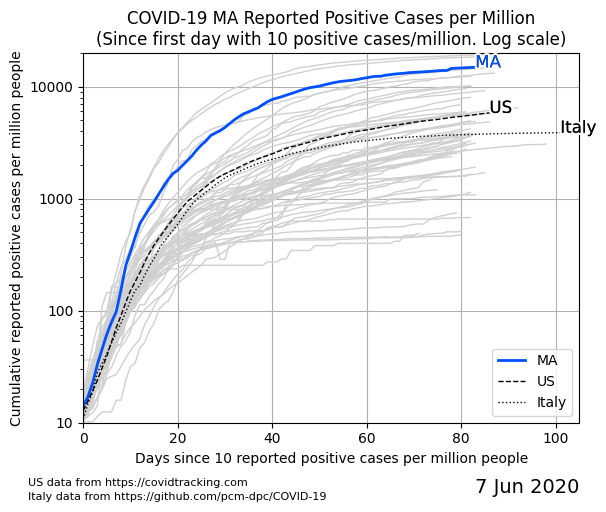 COVID-19 MA Reported Positive Cases per Million
(Since first day with 10 positive cases/million. Log scale)
Cumulative reported positive cases per million people
10000
1000
100
10
MA
US
Italy
MA
US
Italy
0 20 40 60 80 100
Days since 10 reported positive cases per million people
US data from https://covidtracking.com
Italy data from https://github.com/pcm-dpc/COVID-19
7 Jun 2020